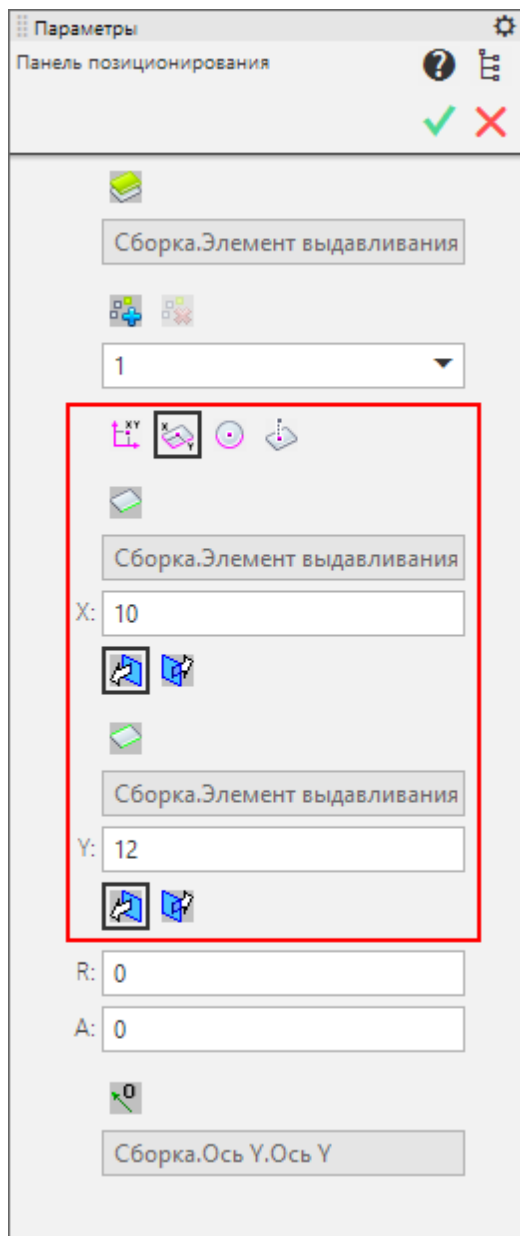 Параметры
Панель позиционирования
Сборка.Элемент выдавливания
1
Сборка.Элемент выдавливания
X: 10
Сборка.Элемент выдавливания
Y: 12
R: 0
A: 0
Сборка.Ось Y.Ось Y